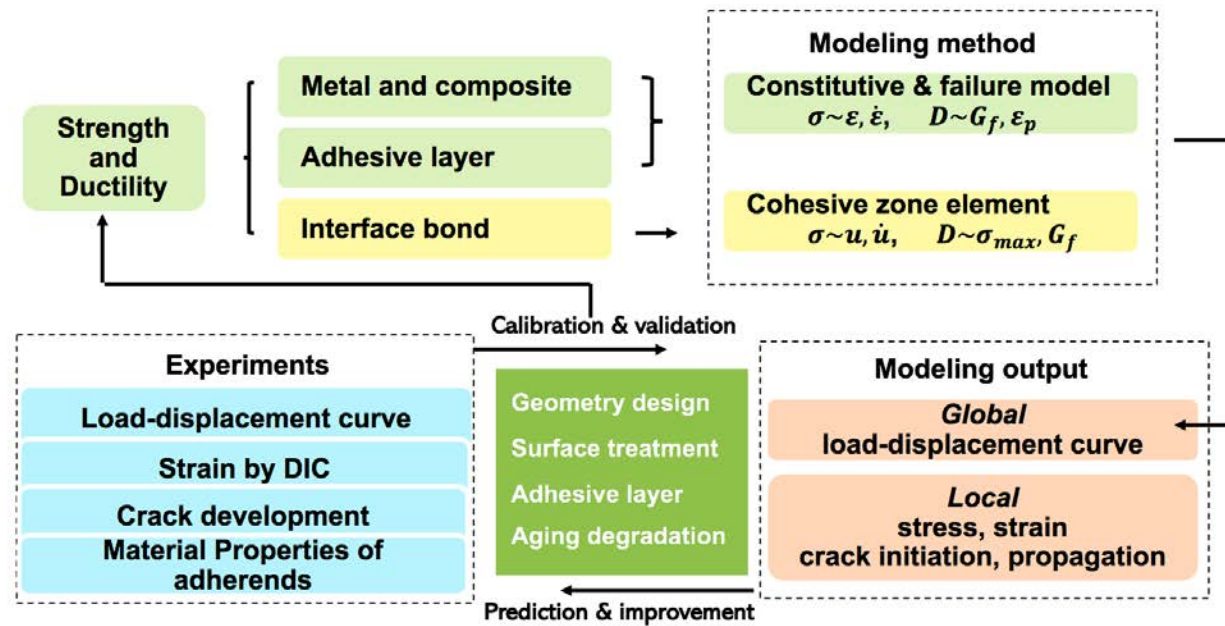 Modeling method
Strength
and
Ductility
Metal and composite
Adhesive layer
Interface bond
Constitutive & failure model
σ~ε, ε̇,  D~G_f, ε_p
Cohesive zone element
σ~u, u̇,  D~σ_max, G_f
Calibration & validation
Experiments
Load-displacement curve
Strain by DIC
Crack development
Material Properties of
adherends
Geometry design
Surface treatment
Adhesive layer
Aging degradation
Modeling output
Global
load-displacement curve
Local
stress, strain
crack initiation, propagation
Prediction & improvement